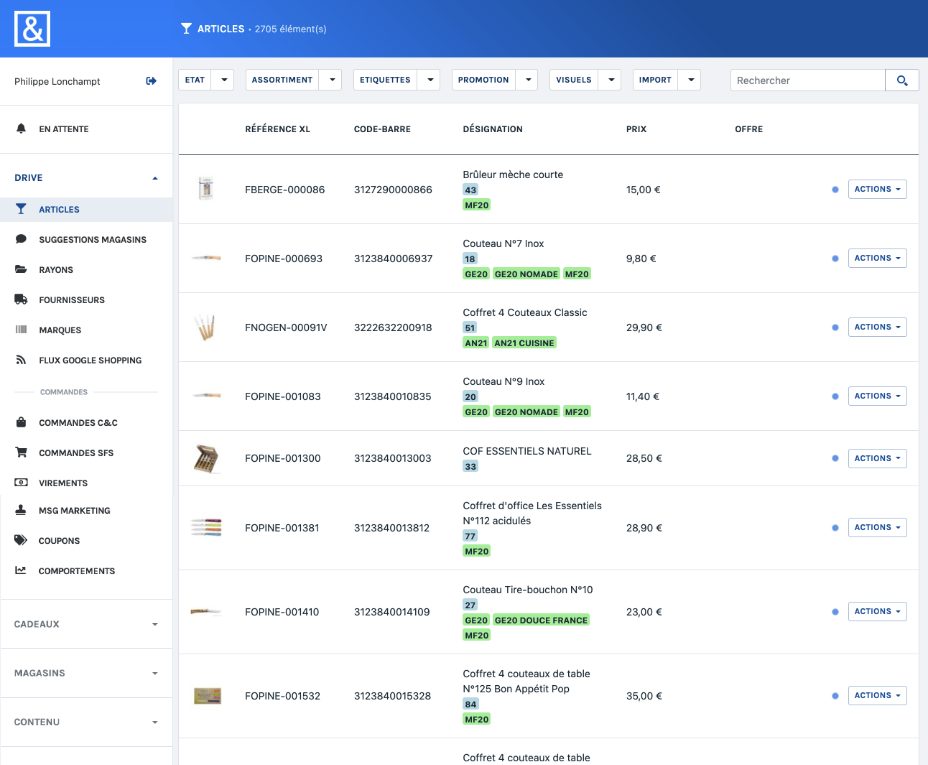 &
ARTICLES • 2705 élément(s)
Philippe Lonchampt
EN ATTENTE
DRIVE
ARTICLES
SUGGESTIONS MAGASINS
RAYONS
FOURNISSEURS
MARQUES
FLUX GOOGLE SHOPPING
COMMANDES
COMMANDES C&C
COMMANDES SFS
VIREMENTS
MSG MARKETING
COUPONS
COMPORTEMENTS
CADEAUX
MAGASINS
CONTENU
ETAT ASSORTIMENT ETIQUETTES PROMOTION VISUELS IMPORT Rechercher
RÉFÉRENCE XL CODE-BARRE DÉSIGNATION PRIX OFFRE
Brûleur mèche courte
43
FBERGE-000086 3127290000866 15,00 € ACTIONS
MF20
Couteau N°7 Inox
18
FOPINE-000693 3123840006937 9,80 € ACTIONS
GE20 GE20 NOMADE MF20
Coffret 4 Couteaux Classic
51
FNOGEN-00091V 3222632200918 29,90 € ACTIONS
AN21 AN21 CUISINE
Couteau N°9 Inox
20
FOPINE-001083 3123840010835 11,40 € ACTIONS
GE20 GE20 NOMADE MF20
COF ESSENTIELS NATUREL
FOPINE-001300 3123840013003 28,50 € ACTIONS
33
Coffret d'office Les Essentiels
N°112 acidulés
FOPINE-001381 3123840013812 28,90 € ACTIONS
77
MF20
Couteau Tire-bouchon N°10
27
FOPINE-001410 3123840014109 23,00 € ACTIONS
GE20 GE20 DOUCE FRANCE
MF20
Coffret 4 couteaux de table
N°125 Bon Appétit Pop
FOPINE-001532 3123840015328 35,00 € ACTIONS
84
MF20
Coffret 4 couteaux de table